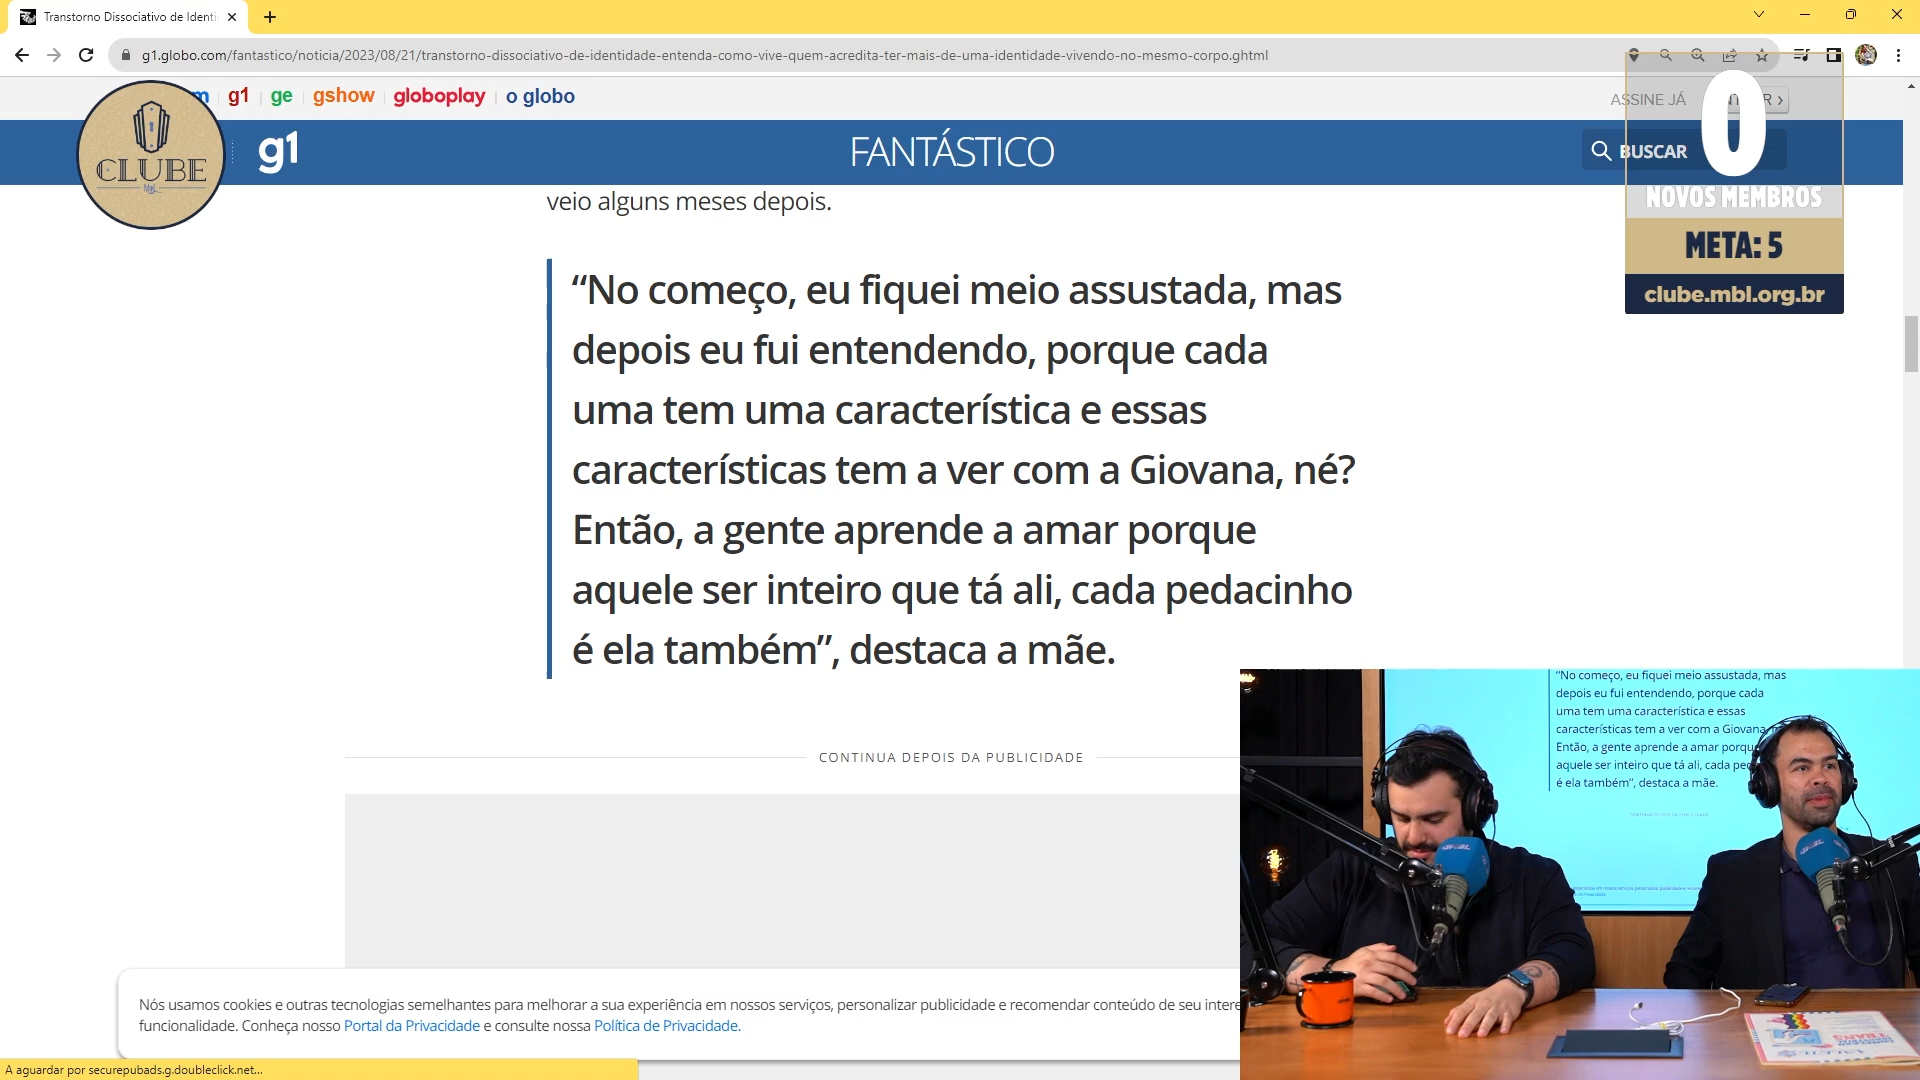 Transtorno Dissociativo de Identi
g1.globo.com/fantastico/noticia/2023/08/21/transtorno-dissociativo-de-identidade-entenda-como-vive-quem-acredita-ter-mais-de-uma-identidade-vivendo-no-mesmo-corpo.ghtml
m g1 ge gshow globoplay o globo
ASSINE JÁ
g1 FANTÁSTICO BUSCAR
CLUBE
MBL
0
NOVOS MEMBROS
META: 5
clube.mbl.org.br
veio alguns meses depois.
“No começo, eu fiquei meio assustada, mas
depois eu fui entendendo, porque cada
uma tem uma característica e essas
características tem a ver com a Giovana, né?
Então, a gente aprende a amar porque
aquele ser inteiro que tá ali, cada pedacinho
é ela também”, destaca a mãe.
CONTINUA DEPOIS DA PUBLICIDADE
“No começo, eu fiquei meio assustada, mas
depois eu fui entendendo, porque cada
uma tem uma característica e essas
características tem a ver com a Giovana,
Então, a gente aprende a amar porqu
aquele ser inteiro que tá ali, cada ped
é ela também”, destaca a mãe.
Nós usamos cookies e outras tecnologias semelhantes para melhorar a sua experiência em nossos serviços, personalizar publicidade e recomendar conteúdo de seu intere
funcionalidade. Conheça nosso Portal da Privacidade e consulte nossa Política de Privacidade.
A aguardar por securepubads.g.doubleclick.net...